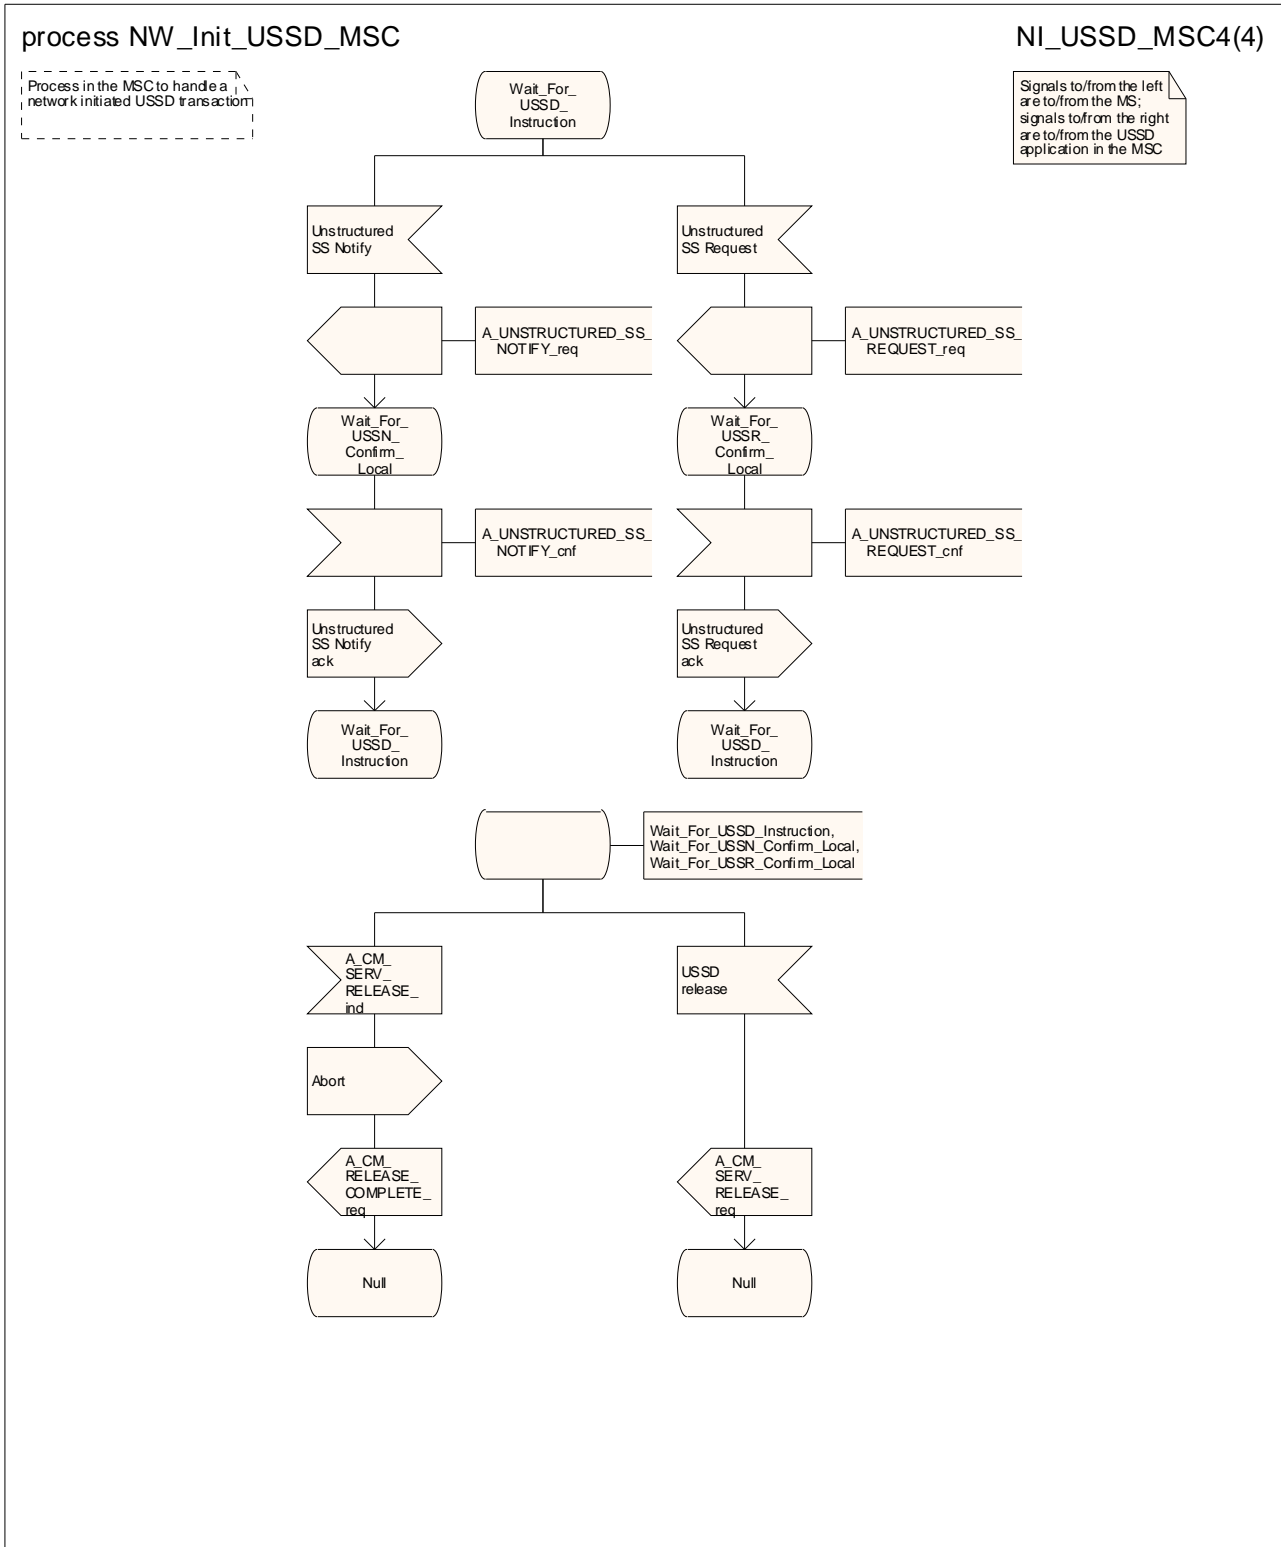 process NW_Init_USSD_MSC
NI_USSD_MSC4(4)
Process in the MSC to handle a
network initiated USSD transaction
Signals to/from the left
are to/from the MS;
signals to/from the right
are to/from the USSD
application in the MSC
Wait_For_
USSD_
Instruction
Unstructured
SS Notify
Unstructured
SS Request
A_UNSTRUCTURED_SS_
NOTIFY_req
A_UNSTRUCTURED_SS_
REQUEST_req
Wait_For_
USSN_
Confirm_
Local
Wait_For_
USSR_
Confirm_
Local
A_UNSTRUCTURED_SS_
NOTIFY_cnf
A_UNSTRUCTURED_SS_
REQUEST_cnf
Unstructured
SS Notify
ack
Unstructured
SS Request
ack
Wait_For_
USSD_
Instruction
Wait_For_
USSD_
Instruction
Wait_For_USSD_Instruction,
Wait_For_USSN_Confirm_Local,
Wait_For_USSR_Confirm_Local
A_CM_
SERV_
RELEASE_
ind
USSD
release
Abort
A_CM_
RELEASE_
COMPLETE_
req
A_CM_
SERV_
RELEASE_
req
Null
Null